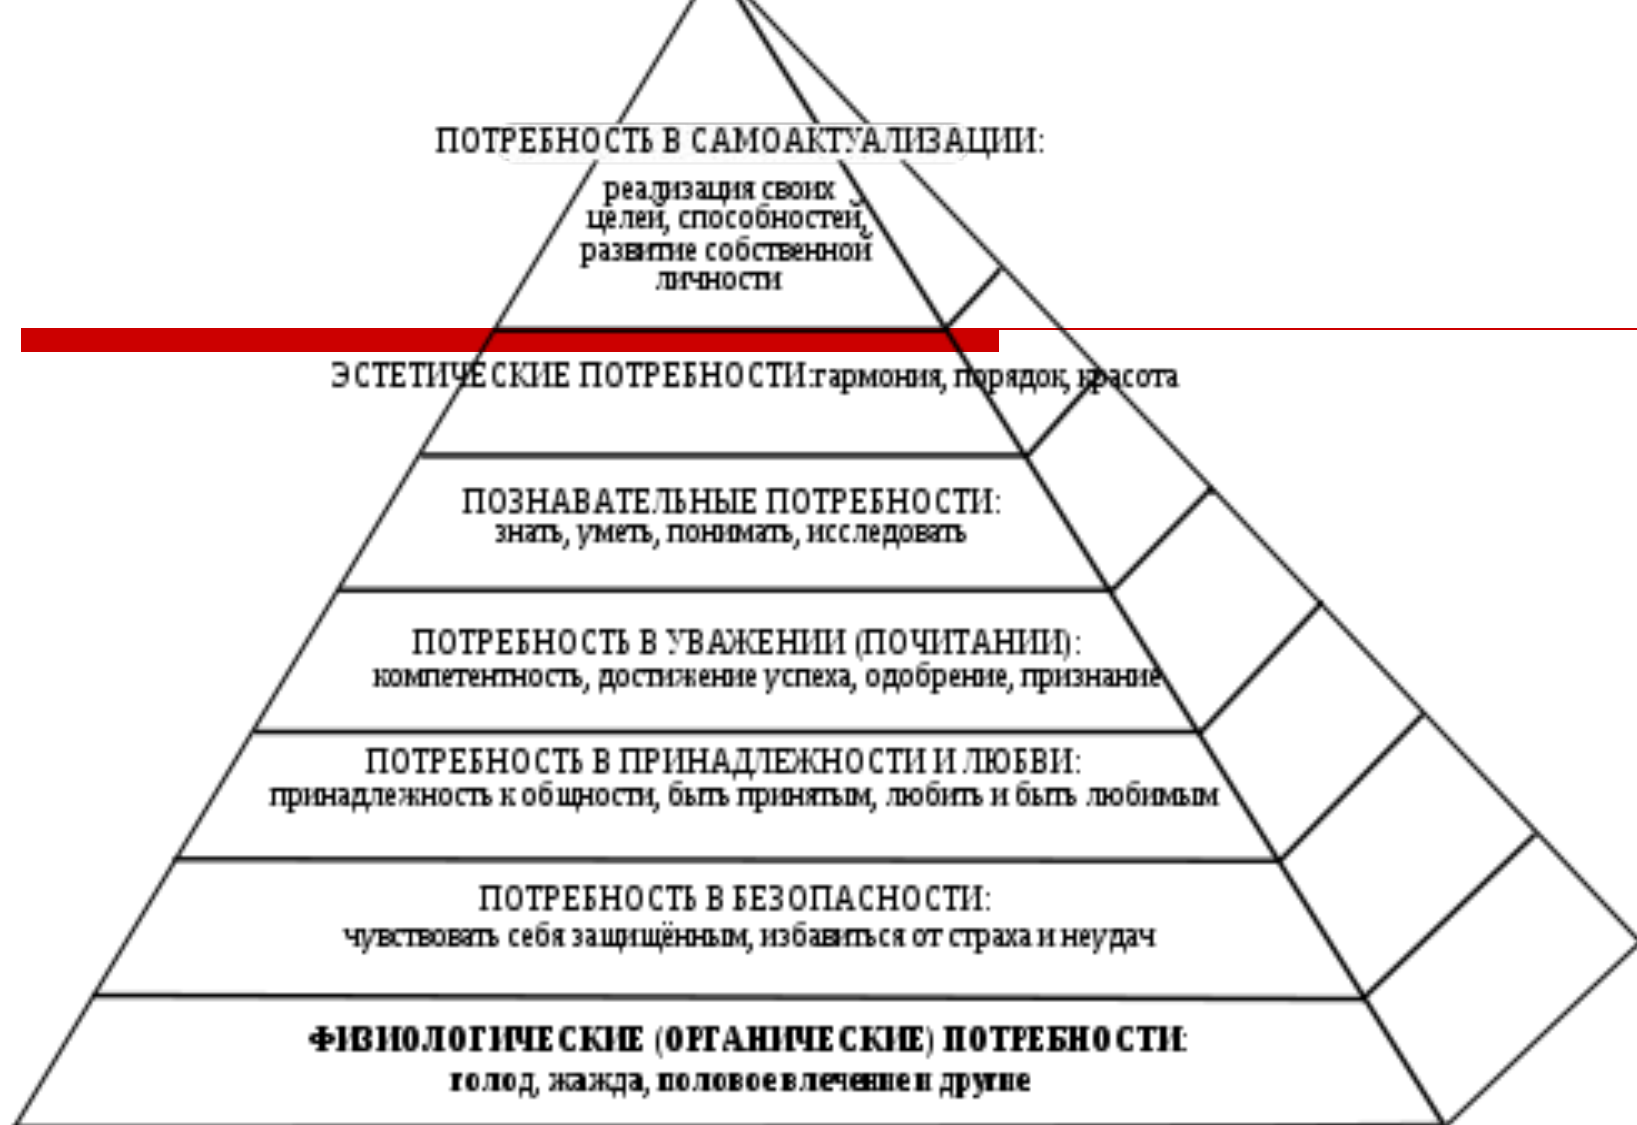 ПОТРЕБНОСТЬ В САМОАКТУАЛИЗАЦИИ:
реализация своих
целей, способностей,
развитие собственной
личности
ЭСТЕТИЧЕСКИЕ ПОТРЕБНОСТИ:гармония, порядок, красота
ПОЗНАВАТЕЛЬНЫЕ ПОТРЕБНОСТИ:
знать, уметь, понимать, исследовать
ПОТРЕБНОСТЬ В УВАЖЕНИИ (ПОЧИТАНИИ):
компетентность, достижение успеха, одобрение, признание
ПОТРЕБНОСТЬ В ПРИНАДЛЕЖНОСТИ И ЛЮБВИ:
принадлежность к общности, быть принятым, любить и быть любимым
ПОТРЕБНОСТЬ В БЕЗОПАСНОСТИ:
чувствовать себя защищённым, избавиться от страха и неудач
ФИЗИОЛОГИЧЕСКИЕ (ОРГАНИЧЕСКИЕ) ПОТРЕБНОСТИ:
голод, жажда, половое влечение и другие